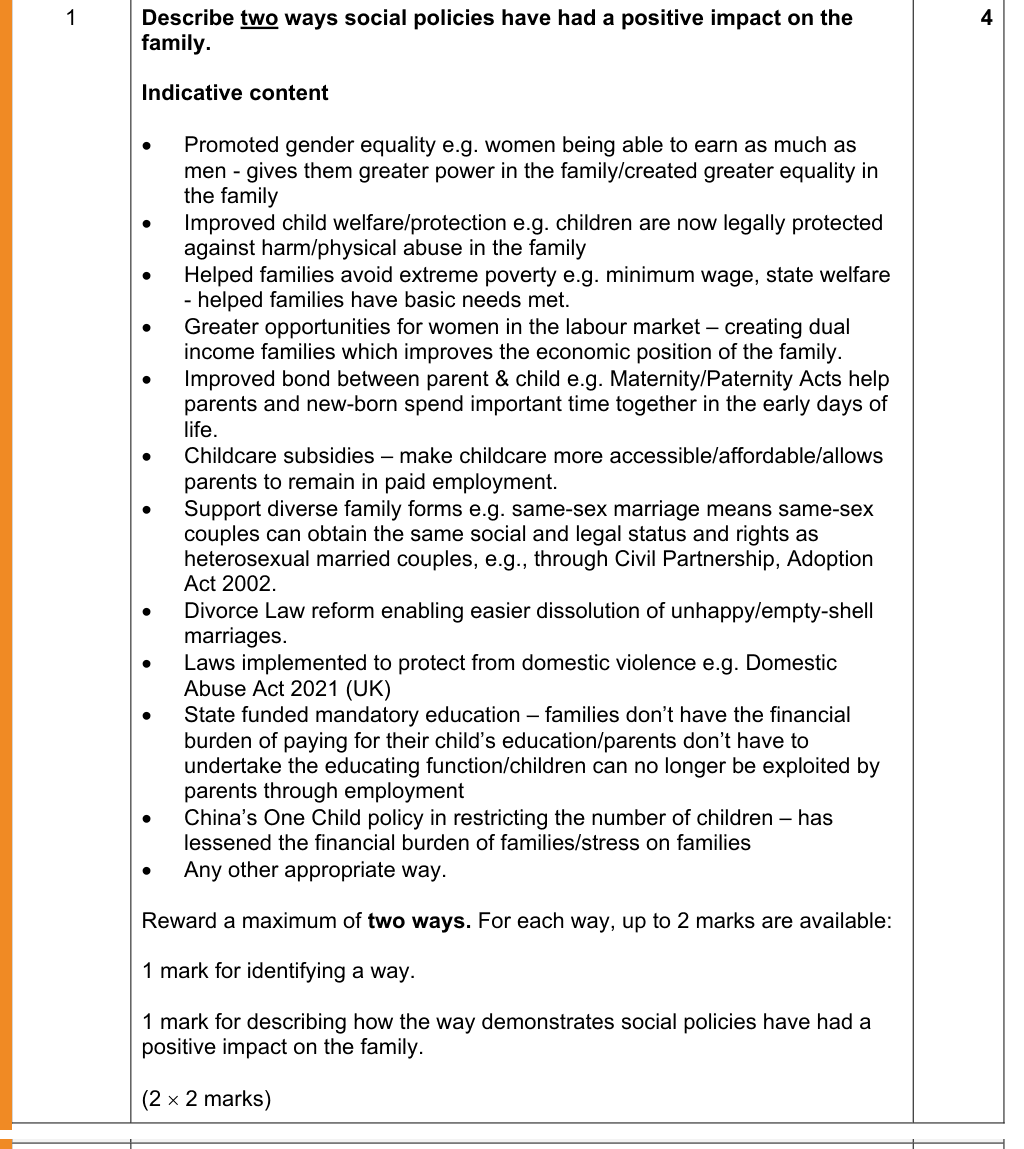 1 Describe two ways social policies have had a positive impact on the 4
family.
Indicative content
• Promoted gender equality e.g. women being able to earn as much as
men - gives them greater power in the family/created greater equality in
the family
• Improved child welfare/protection e.g. children are now legally protected
against harm/physical abuse in the family
• Helped families avoid extreme poverty e.g. minimum wage, state welfare
- helped families have basic needs met.
• Greater opportunities for women in the labour market – creating dual
income families which improves the economic position of the family.
• Improved bond between parent & child e.g. Maternity/Paternity Acts help
parents and new-born spend important time together in the early days of
life.
• Childcare subsidies – make childcare more accessible/affordable/allows
parents to remain in paid employment.
• Support diverse family forms e.g. same-sex marriage means same-sex
couples can obtain the same social and legal status and rights as
heterosexual married couples, e.g., through Civil Partnership, Adoption
Act 2002.
• Divorce Law reform enabling easier dissolution of unhappy/empty-shell
marriages.
• Laws implemented to protect from domestic violence e.g. Domestic
Abuse Act 2021 (UK)
• State funded mandatory education – families don’t have the financial
burden of paying for their child’s education/parents don’t have to
undertake the educating function/children can no longer be exploited by
parents through employment
• China’s One Child policy in restricting the number of children – has
lessened the financial burden of families/stress on families
• Any other appropriate way.
Reward a maximum of two ways. For each way, up to 2 marks are available:
1 mark for identifying a way.
1 mark for describing how the way demonstrates social policies have had a
positive impact on the family.
(2 × 2 marks)